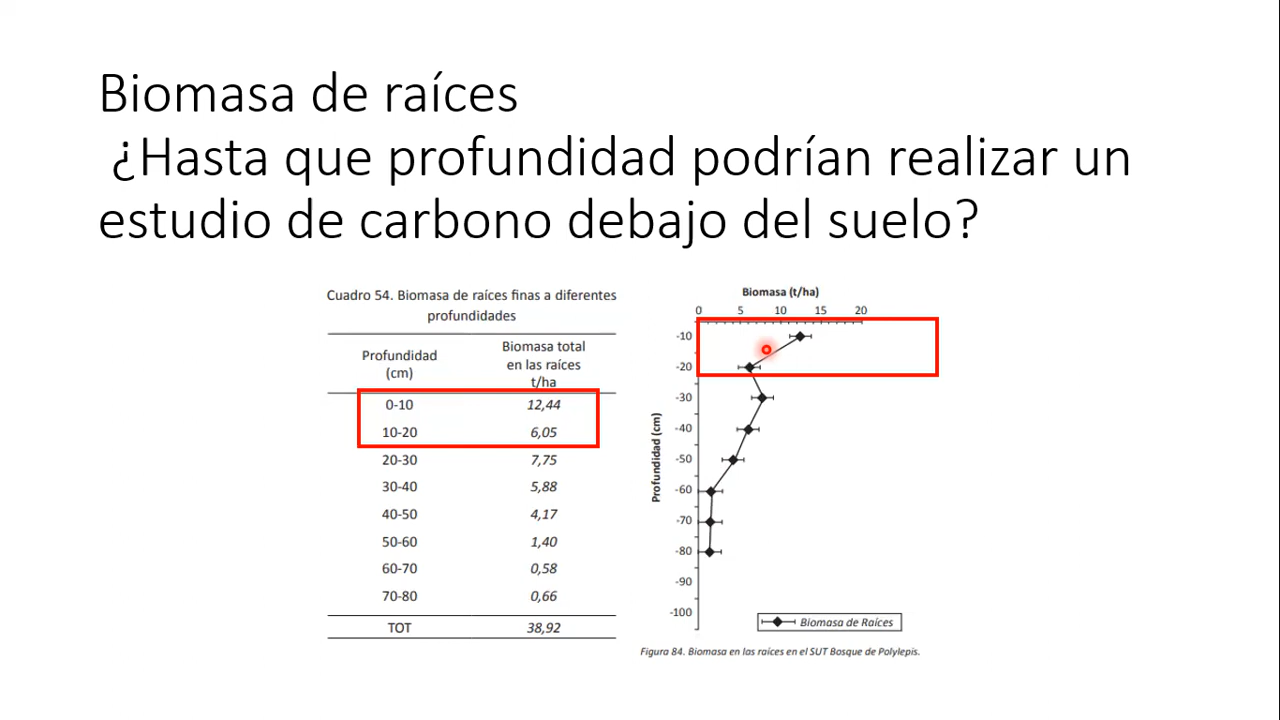 Biomasa de raíces
¿Hasta que profundidad podrían realizar un
estudio de carbono debajo del suelo?
Cuadro 54. Biomasa de raíces finas a diferentes
profundidades
Profundidad
(cm)
Biomasa total
en las raíces
t/ha
0-10 12,44
10-20 6,05
20-30 7,75
30-40 5,88
40-50 4,17
50-60 1,40
60-70 0,58
70-80 0,66
TOT 38,92
Biomasa (t/ha)
0 5 10 15 20
-10
-20
-30
-40
-50
-60
-70
-80
-90
-100
Profundidad (cm)
Biomasa de Raíces
Figura 84. Biomasa en las raíces en el SUT Bosque de Polylepis.